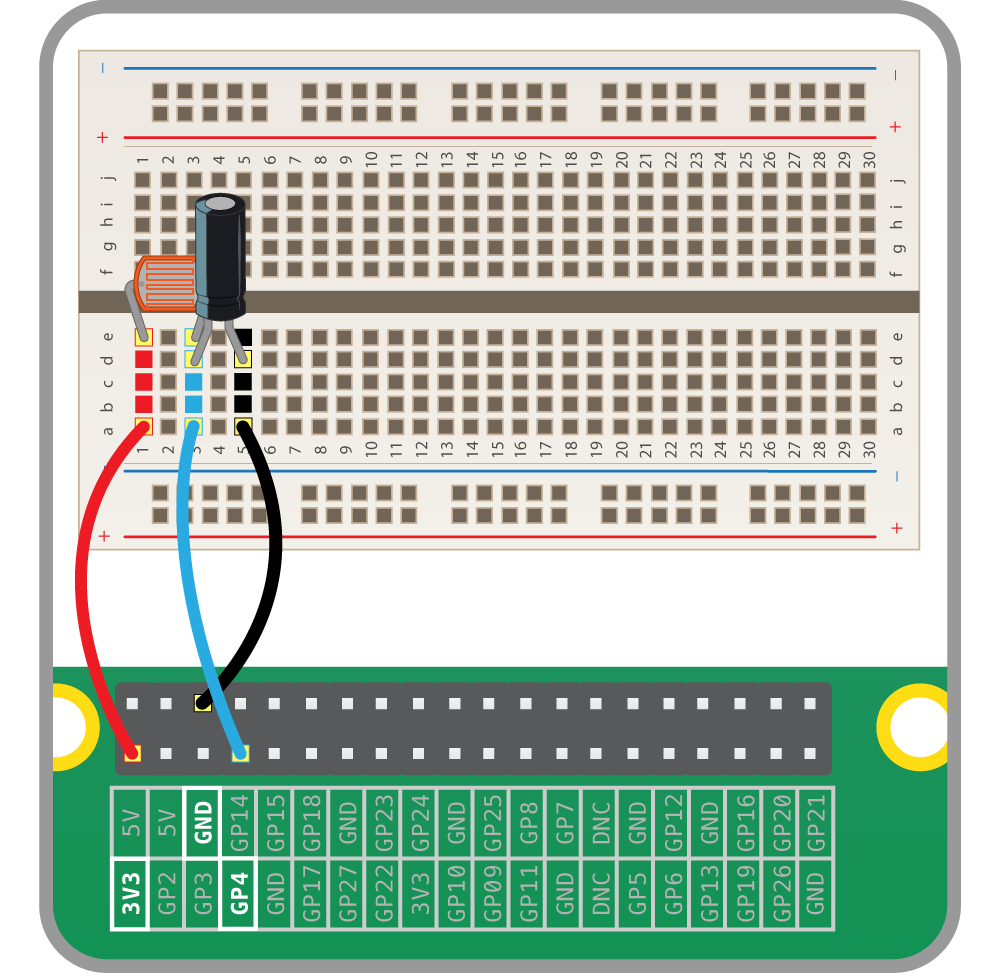 − −
+ +
1 2 3 4 5 6 7 8 9 10 11 12 13 14 15 16 17 18 19 20 21 22 23 24 25 26 27 28 29 30
j j
i i
h h
g g
f f
e e
d d
c c
b b
a a
1 3 4 5 6 7 8 9 10 11 12 13 14 15 16 17 18 19 20 21 22 23 24 25 26 27 28 29 30
−
+ +
5V 5V GND GP14 GP15 GP18 GND GP23 GP24 GND GP25 GP8 GP7 DNC GND GP12 GND GP16 GP20 GP21
3V3 GP2 GP3 GP4 GND GP17 GP27 GP22 3V3 GP10 GP09 GP11 GND DNC GP5 GP6 GP13 GP19 GP26 GND